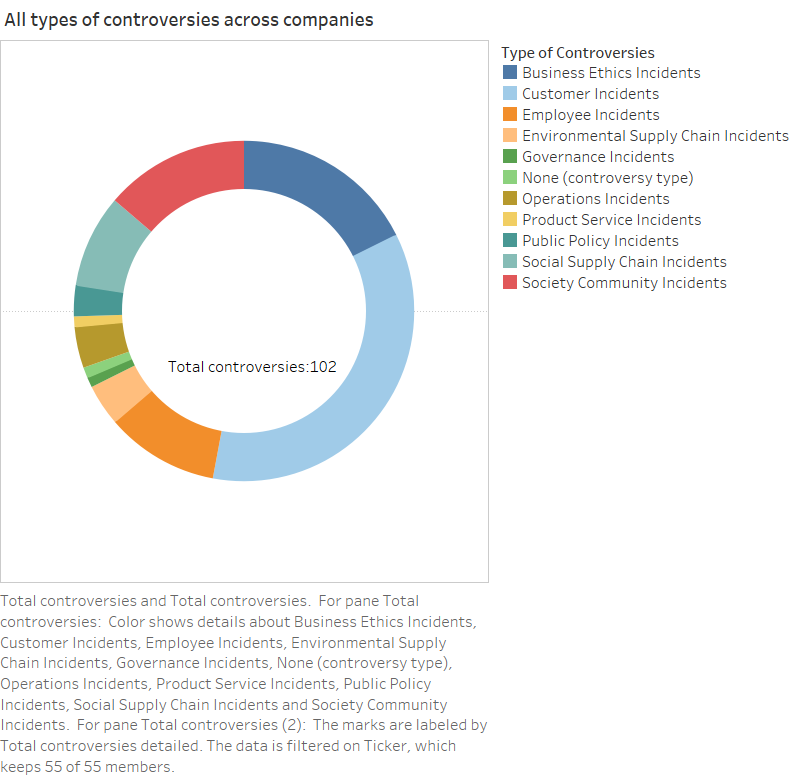 All types of controversies across companies
Type of Controversies
Business Ethics Incidents
Customer Incidents
Employee Incidents
Environmental Supply Chain Incidents
Governance Incidents
None (controversy type)
Operations Incidents
Product Service Incidents
Public Policy Incidents
Social Supply Chain Incidents
Society Community Incidents
Total controversies:102
Total controversies and Total controversies.  For pane Total
controversies:  Color shows details about Business Ethics Incidents,
Customer Incidents, Employee Incidents, Environmental Supply
Chain Incidents, Governance Incidents, None (controversy type),
Operations Incidents, Product Service Incidents, Public Policy
Incidents, Social Supply Chain Incidents and Society Community
Incidents.  For pane Total controversies (2):  The marks are labeled by
Total controversies detailed. The data is filtered on Ticker, which
keeps 55 of 55 members.